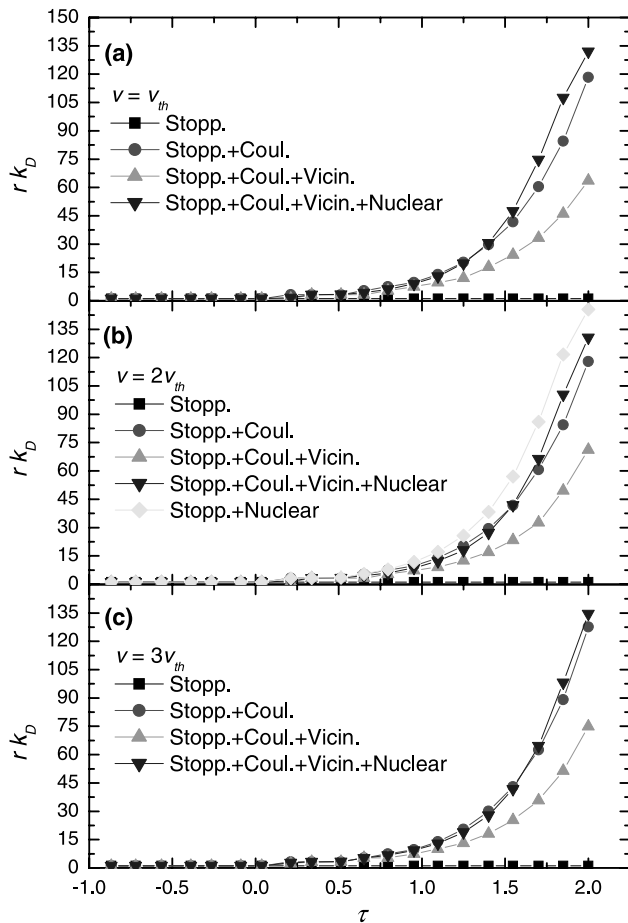 150
135
120
105
90
75
60
45
30
15
0
r k_D
(a)
v = v_th
Stopp.
Stopp.+Coul.
Stopp.+Coul.+Vicin.
Stopp.+Coul.+Vicin.+Nuclear
135
120
105
90
75
60
45
30
15
0
r k_D
(b)
v = 2v_th
Stopp.
Stopp.+Coul.
Stopp.+Coul.+Vicin.
Stopp.+Coul.+Vicin.+Nuclear
Stopp.+Nuclear
135
120
105
90
75
60
45
30
15
0
r k_D
(c)
v = 3v_th
Stopp.
Stopp.+Coul.
Stopp.+Coul.+Vicin.
Stopp.+Coul.+Vicin.+Nuclear
-1.0 -0.5 0.0 0.5 1.0 1.5 2.0
τ